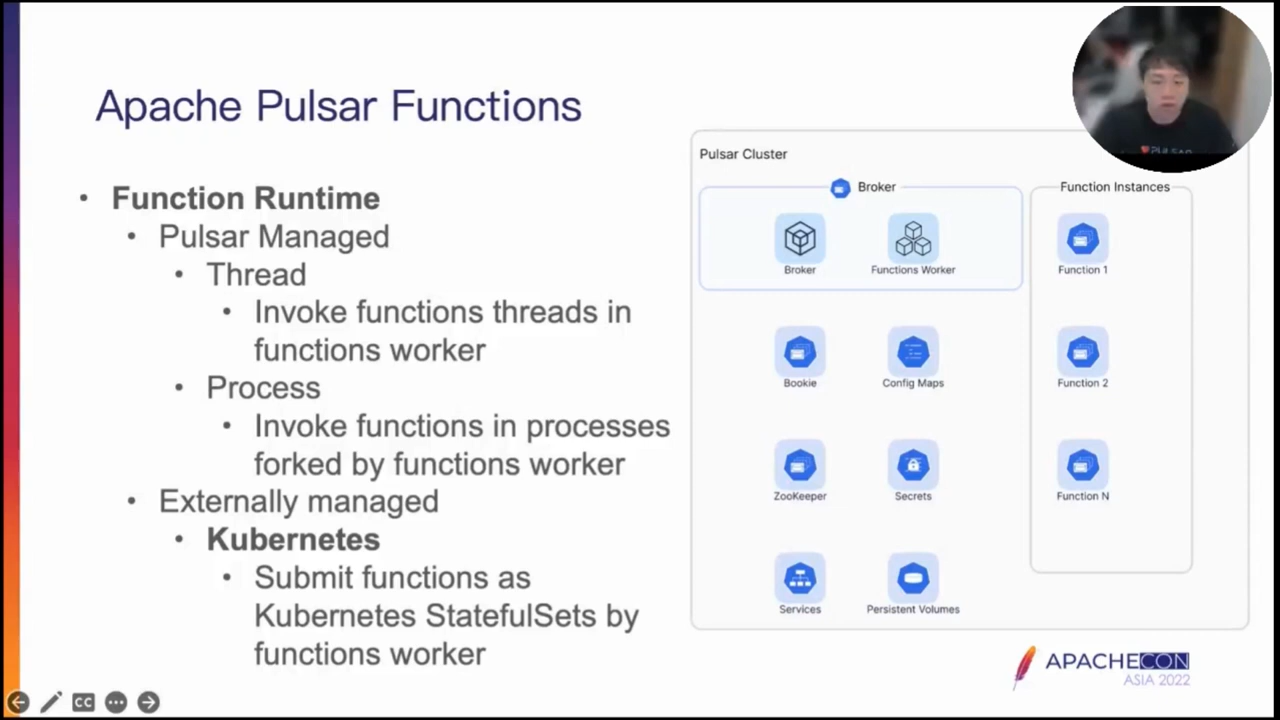 Apache Pulsar Functions
• Function Runtime
• Pulsar Managed
• Thread
• Invoke functions threads in
functions worker
• Process
• Invoke functions in processes
forked by functions worker
• Externally managed
• Kubernetes
• Submit functions as
Kubernetes StatefulSets by
functions worker
Pulsar Cluster
Broker
Function Instances
Broker
Functions Worker
Function 1
Bookie
Config Maps
Function 2
ZooKeeper
Secrets
Function N
Services
Persistent Volumes
APACHECON
ASIA 2022
CC